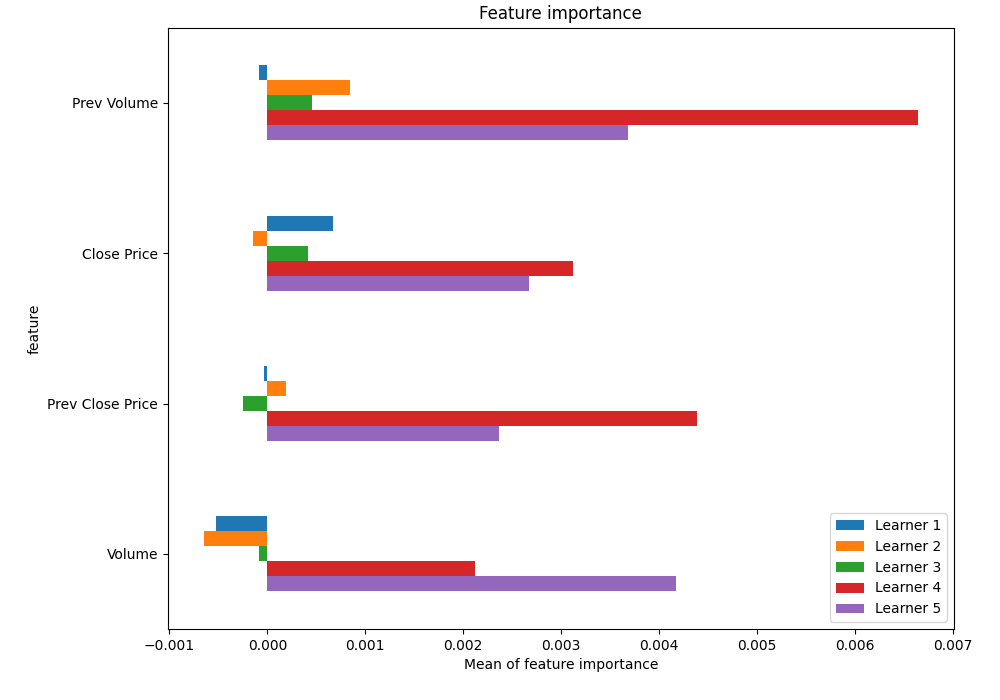 Feature importance
Prev Volume
Close Price
Prev Close Price
Volume
feature
Learner 1
Learner 2
Learner 3
Learner 4
Learner 5
−0.001 0.000 0.001 0.002 0.003 0.004 0.005 0.006 0.007
Mean of feature importance